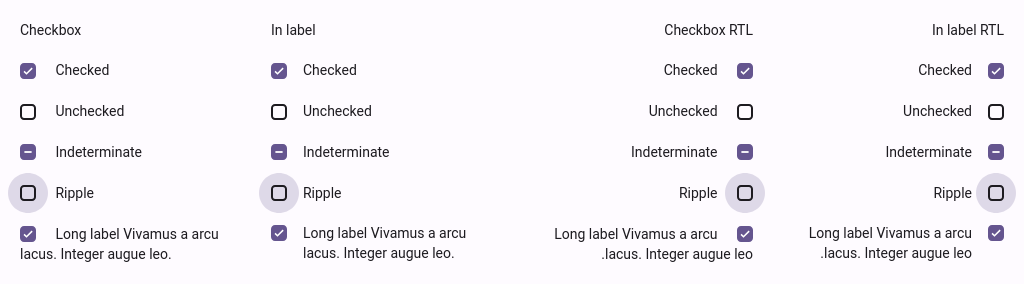 Checkbox
Checked
Unchecked
Indeterminate
Ripple
Long label Vivamus a arcu
lacus. Integer augue leo.
In label
Checked
Unchecked
Indeterminate
Ripple
Long label Vivamus a arcu
lacus. Integer augue leo.
Checkbox RTL
Checked
Unchecked
Indeterminate
Ripple
Long label Vivamus a arcu
.lacus. Integer augue leo
In label RTL
Checked
Unchecked
Indeterminate
Ripple
Long label Vivamus a arcu
.lacus. Integer augue leo